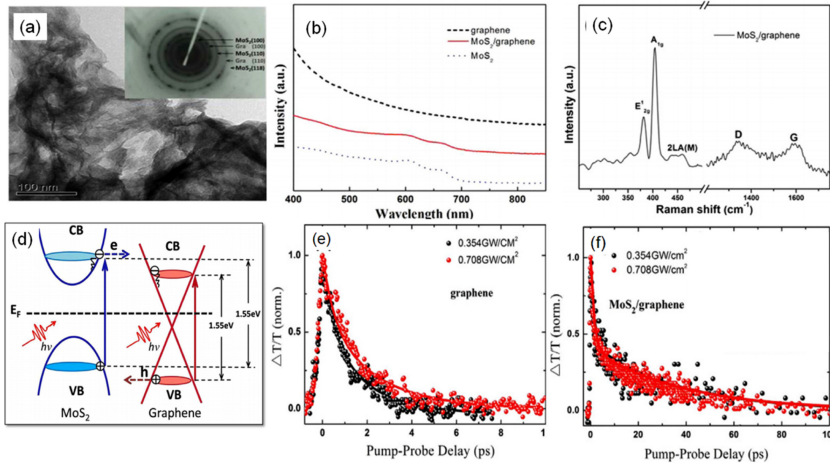 (a)
MoS2(100)
Gra (100)
MoS2(110)
Gra (110)
MoS2(118)
100 nm
(b)
graphene
MoS2/graphene
MoS2
Intensity (a.u.)
400 500 600 700 800
Wavelength (nm)
(c)
A1g
MoS2/graphene
E12g
2LA(M)
D
G
Intensity (a.u.)
300 350 400 450 1400 1600
Raman shift (cm-1)
(d)
CB
e
CB
EF
1.55eV
1.55eV
hν
hν
h
VB
VB
MoS2
Graphene
(e)
0.354GW/CM2
0.708GW/CM2
graphene
ΔT/T (norm.)
1.0
0.5
0.0
0 2 4 6 8 1
Pump-Probe Delay (ps)
(f)
0.354GW/cm2
0.708GW/cm2
MoS2/graphene
ΔT/T (norm.)
1.0
0.5
0.0
0 20 40 60 80 10
Pump-Probe Delay (ps)